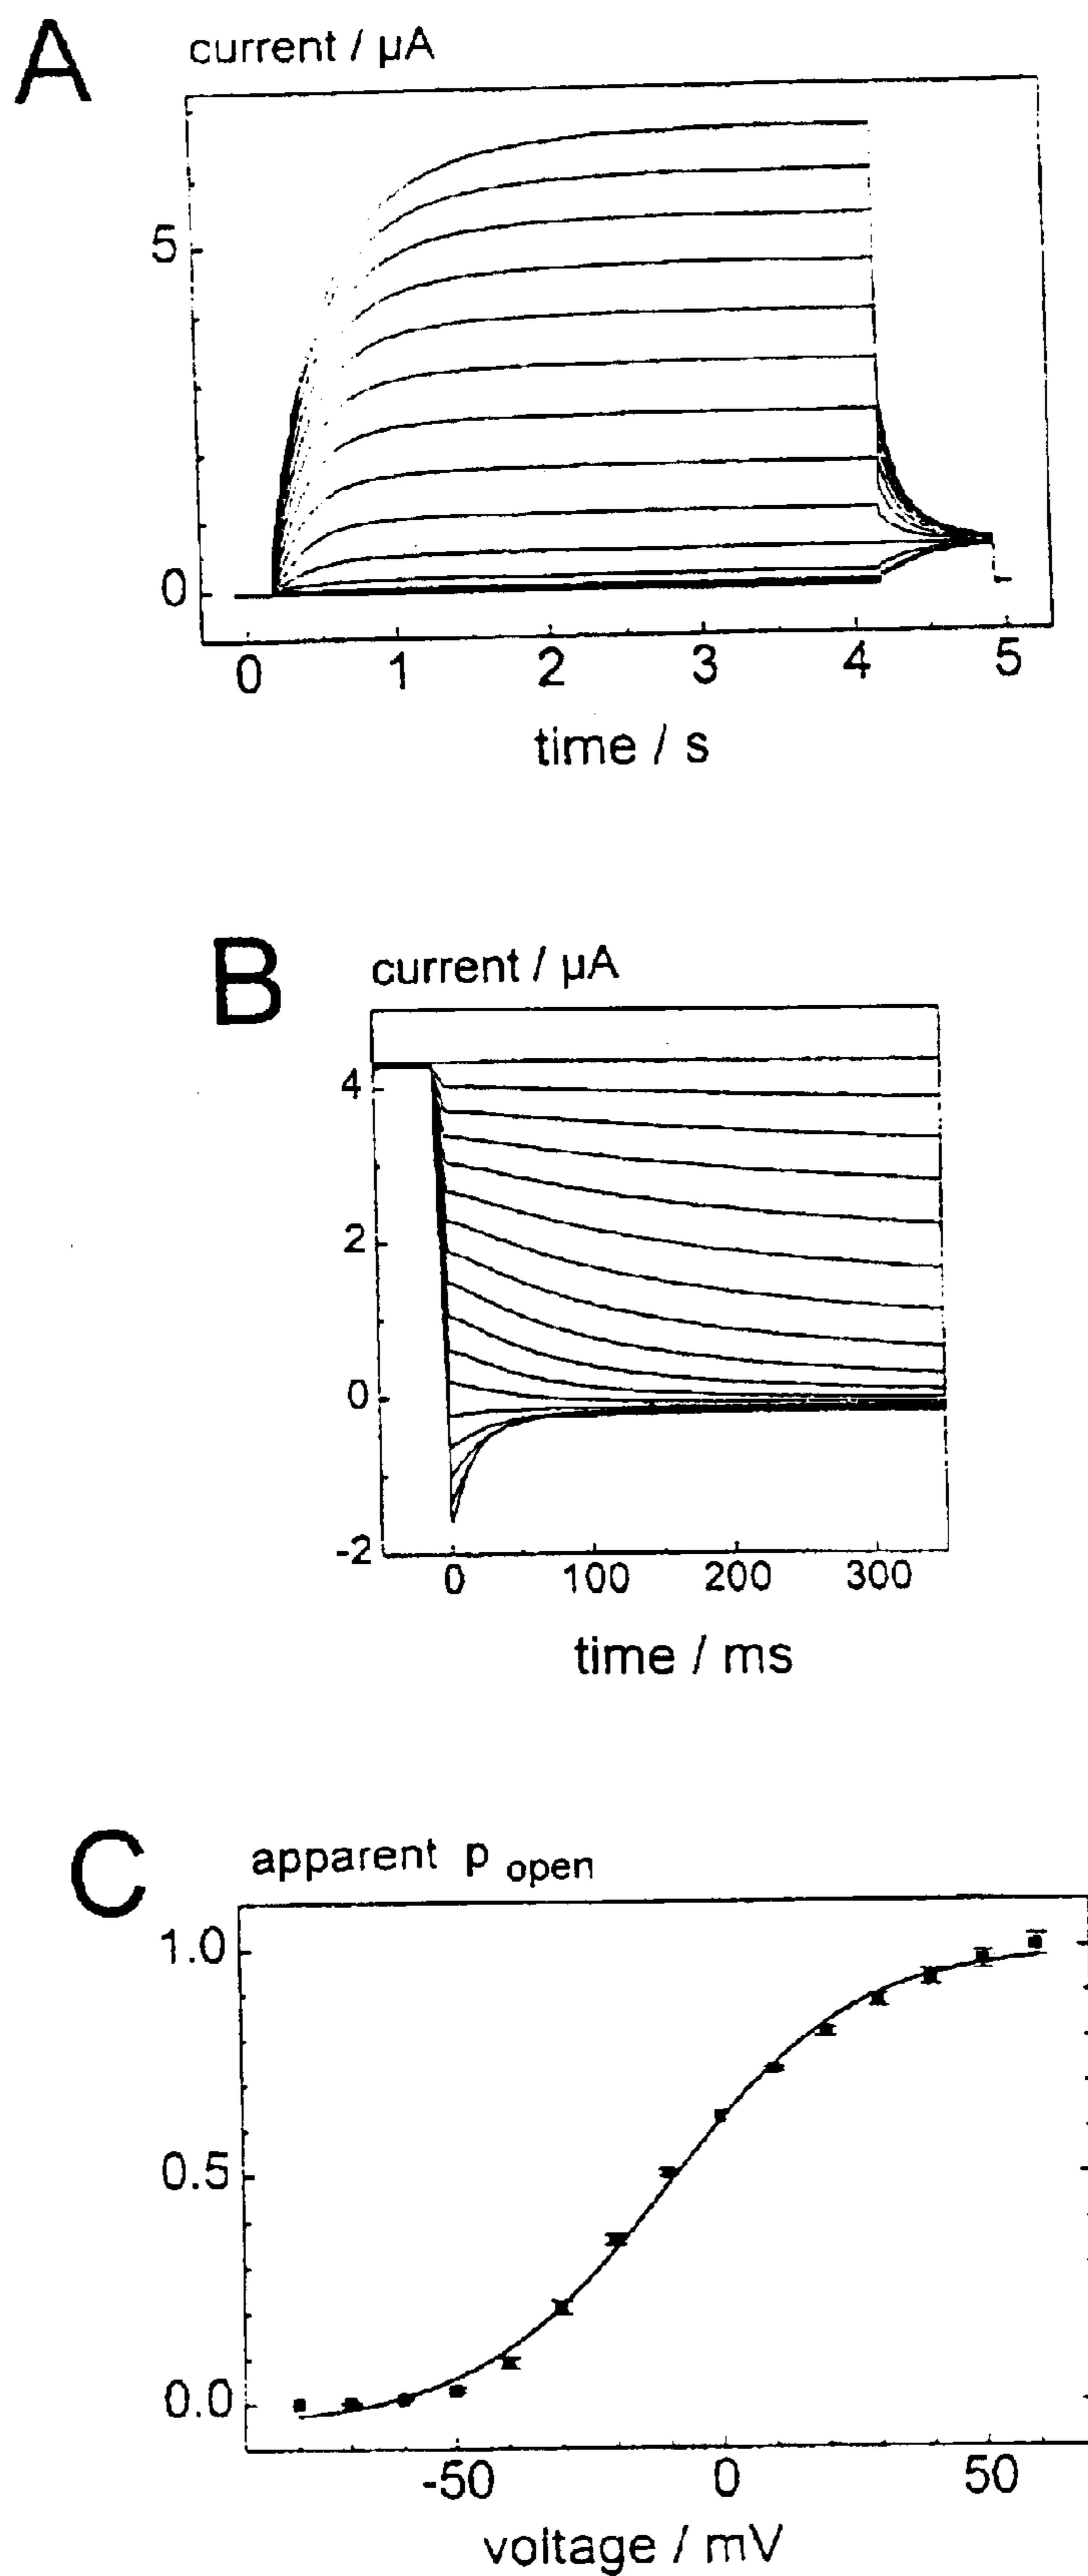 A
current / µA
5
0
0 1 2 3 4 5
time / s
B
current / µA
4
2
0
-2
0 100 200 300
time / ms
C
apparent p open
1.0
0.5
0.0
-50 0 50
voltage / mV